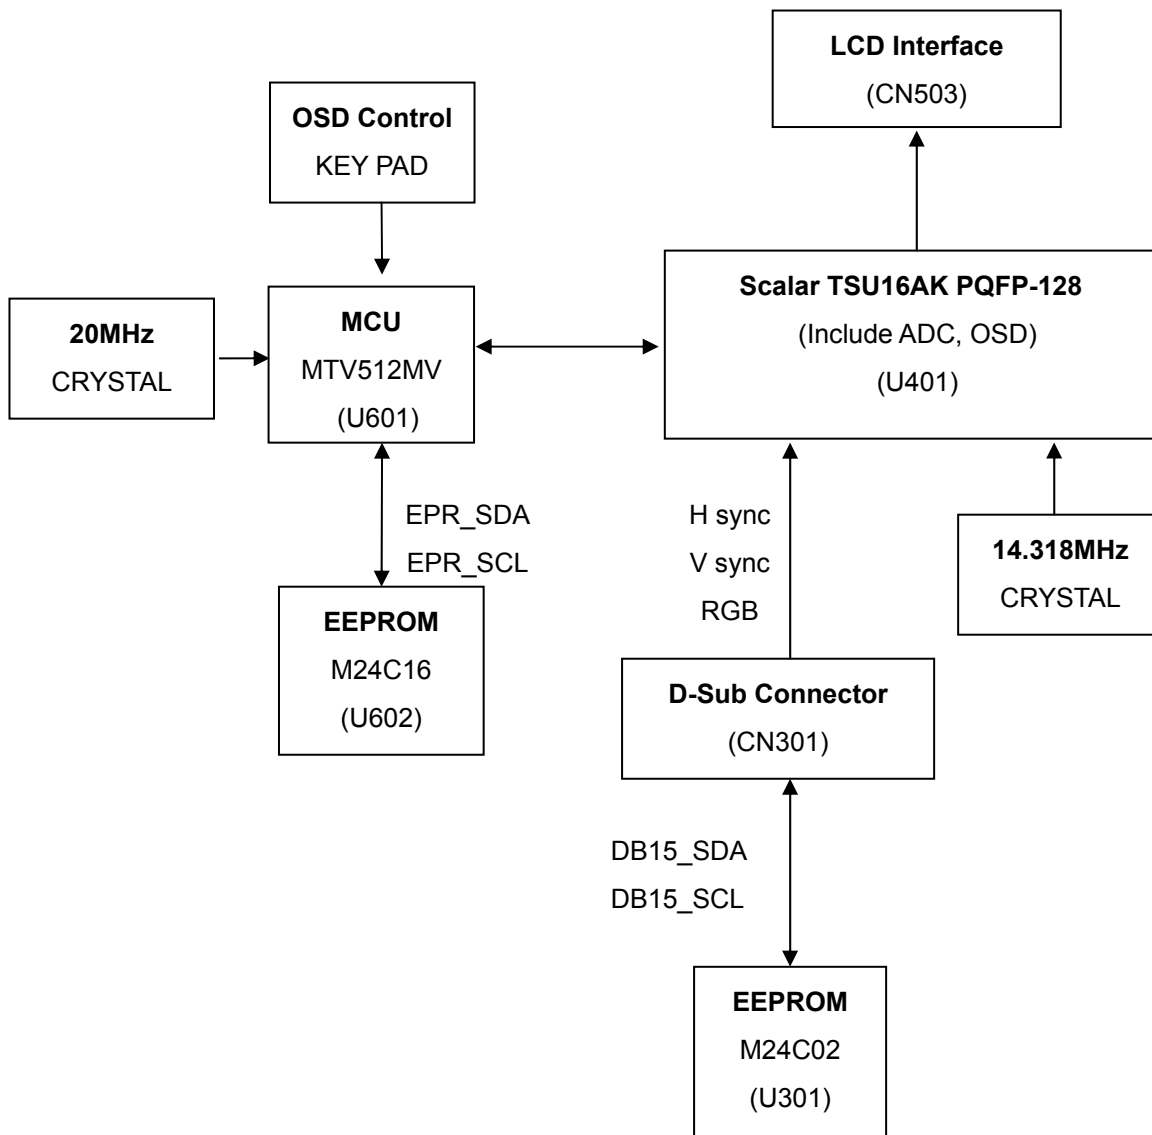 LCD Interface
(CN503)
OSD Control
KEY PAD
Scalar TSU16AK PQFP-128
(Include ADC, OSD)
(U401)
20MHz
CRYSTAL
MCU
MTV512MV
(U601)
EPR_SDA
EPR_SCL
H sync
V sync
RGB
14.318MHz
CRYSTAL
EEPROM
M24C16
(U602)
D-Sub Connector
(CN301)
DB15_SDA
DB15_SCL
EEPROM
M24C02
(U301)